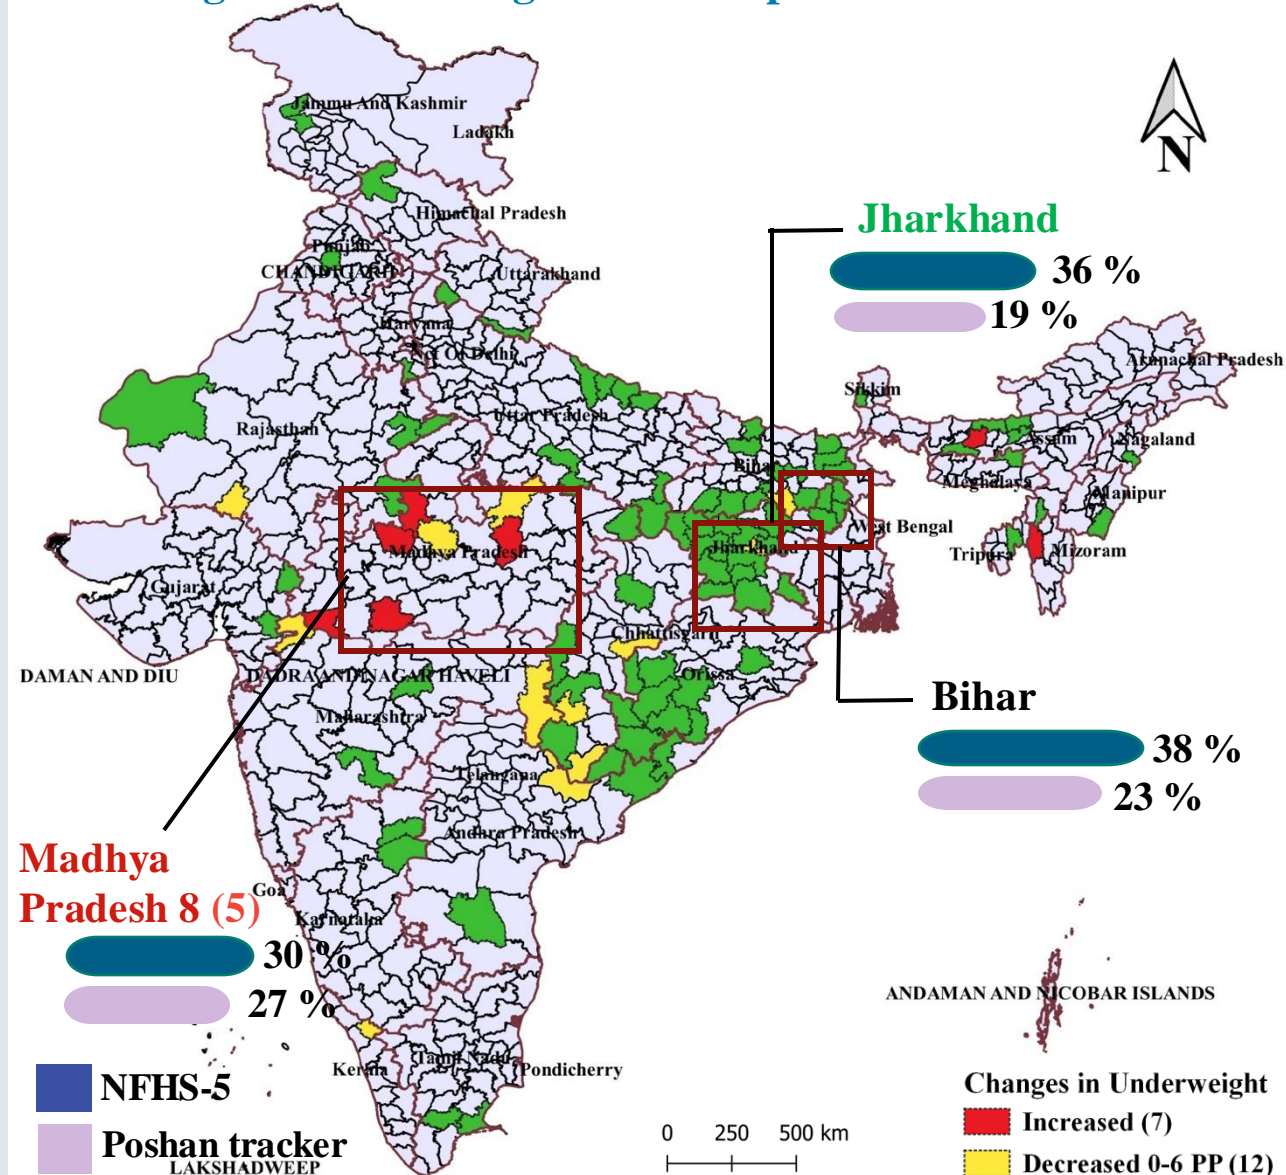 Jammu And Kashmir
Ladakh
N
Himachal Pradesh
Jharkhand
Punjab
CHANDIGARH
Uttarakhand
36 %
19 %
Haryana
Nct Of Delhi
Arunachal Pradesh
Sikkim
Uttar Pradesh
Rajasthan
Assam
Nagaland
Bihar
Meghalaya
Manipur
West Bengal
Madhya Pradesh
Jharkhand
Tripura
Mizoram
Gujarat
Chhattisgarh
DAMAN AND DIU
DADRA AND NAGAR HAVELI
Orissa
Bihar
Maharashtra
38 %
Telangana
23 %
Andhra Pradesh
Madhya
Pradesh 8 (5)
Goa
Karnataka
30 %
27 %
ANDAMAN AND NICOBAR ISLANDS
Kerala
Tamil Nadu
Pondicherry
NFHS-5
Poshan tracker
LAKSHADWEEP
0 250 500 km
Changes in Underweight
Increased (7)
Decreased 0-6 PP (12)